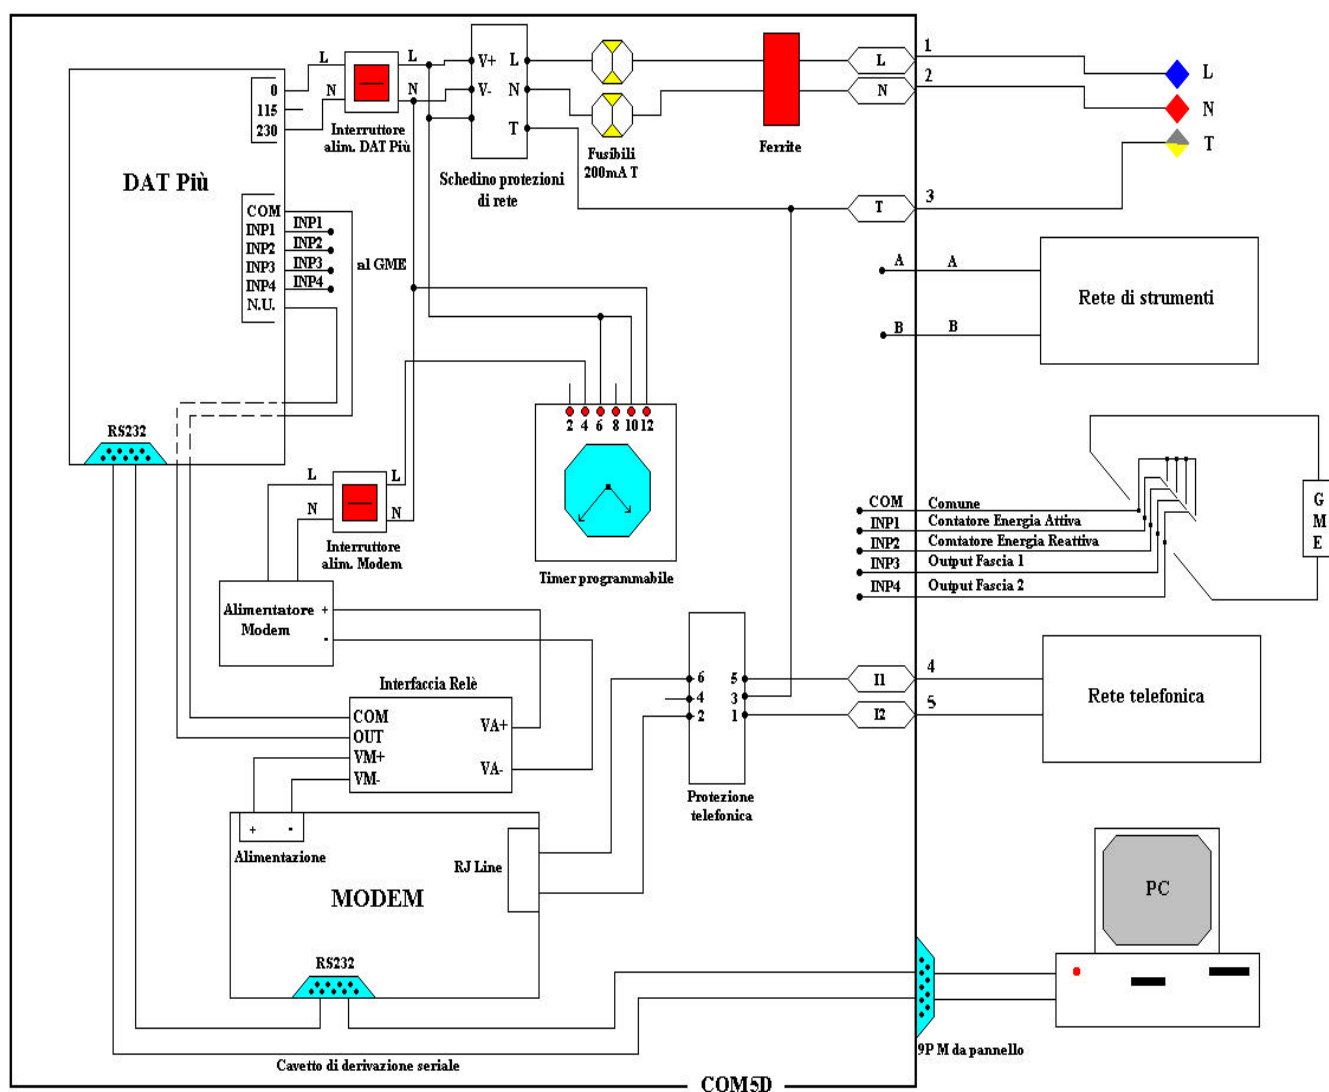 DAT Più
0
115
230
L
N
L
N
Interruttore
alim. DAT Più
V+
V-
L
N
T
Schedino protezioni
di rete
Fusibili
200mA T
Ferrite
L
1
2
N
L
N
T
T
3
COM
INP1
INP2
INP3
INP4
N.U.
INP1
INP2
INP3
INP4
al GME
A
A
B
B
Rete di strumenti
RS232
2
4
6
8
10
12
Timer programmabile
L
N
L
N
Interruttore
alim. Modem
COM
Comune
INP1
Contatore Energia Attiva
INP2
Comtatore Energia Reattiva
INP3
Output Fascia 1
INP4
Output Fascia 2
G
M
E
Alimentatore
Modem
+
-
Interfaccia Relè
COM
OUT
VM+
VM-
VA+
VA-
6
4
2
5
3
1
Protezione
telefonica
I1
4
I2
5
Rete telefonica
+
-
Alimentazione
RJ Line
MODEM
RS232
PC
9P M da pannello
Cavetto di derivazione seriale
COM5D